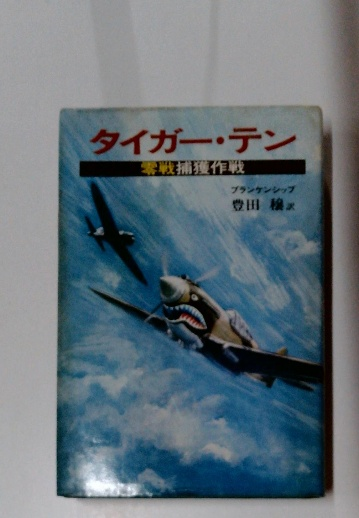 タイガー・テン
零戦捕獲作戦
ブランケンシップ
豊田 穣 訳